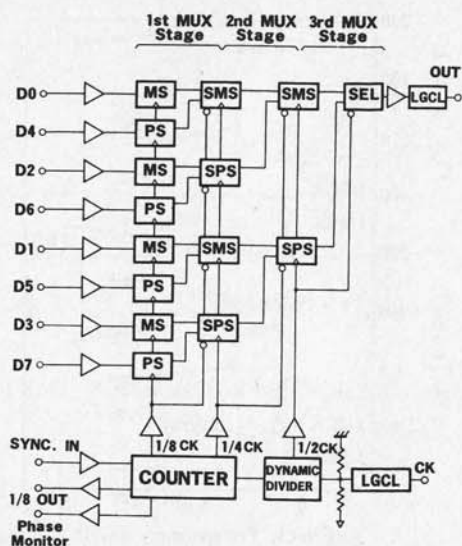 1st MUX Stage 2nd MUX Stage 3rd MUX Stage
OUT
D0 MS SMS SMS SEL LGCL
D4 PS
D2 MS SPS
D6 PS
D1 MS SMS SPS
D5 PS
D3 MS SPS
D7 PS
1/8 CK 1/4 CK 1/2CK
SYNC. IN
COUNTER DYNAMIC DIVIDER LGCL CK
1/8 OUT
Phase Monitor